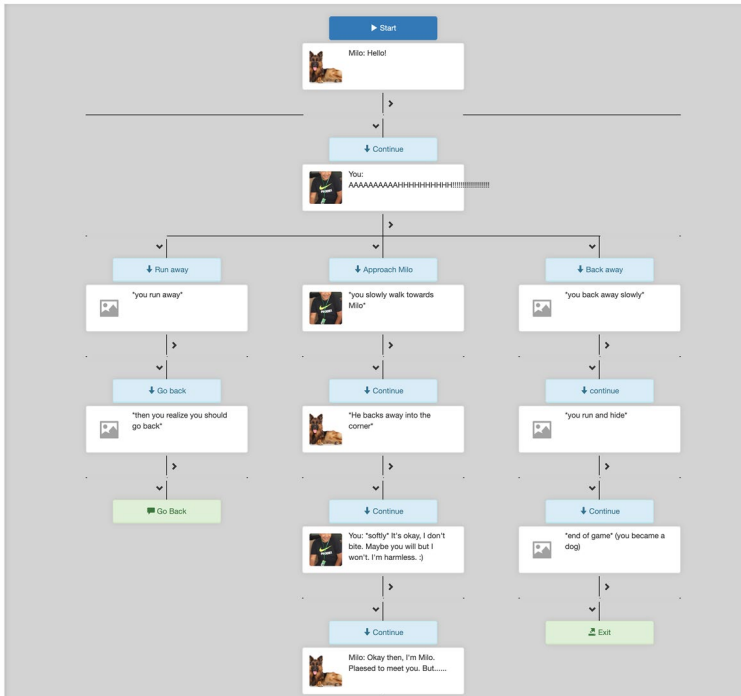 Start
Milo: Hello!
Continue
You:
AAAAAAAAAAHHHHHHHHHH!!!!!!!!!!!!!!!!!!!
Run away
Approach Milo
Back away
*you run away*
*you slowly walk towards
Milo*
*you back away slowly*
Go back
Continue
continue
*then you realize you should
go back*
*He backs away into the
corner*
*you run and hide*
Go Back
Continue
Continue
You: *softly* It's okay, I don't
bite. Maybe you will but I
won't. I'm harmless. :)
*end of game* (you became a
dog)
Continue
Exit
Milo: Okay then, I'm Milo.
Plaesed to meet you. But......